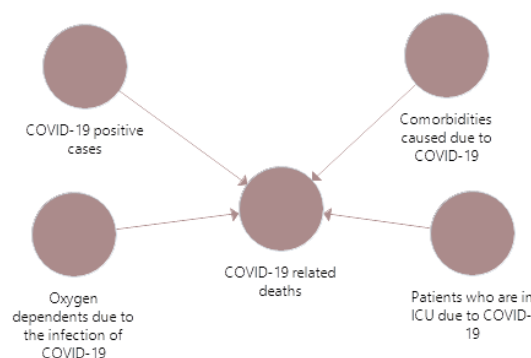 COVID-19 positive
cases
Comorbidities
caused due to
COVID-19
COVID-19 related
deaths
Oxygen
dependents due to
the infection of
COVID-19
Patients who are in
ICU due to COVID-
19